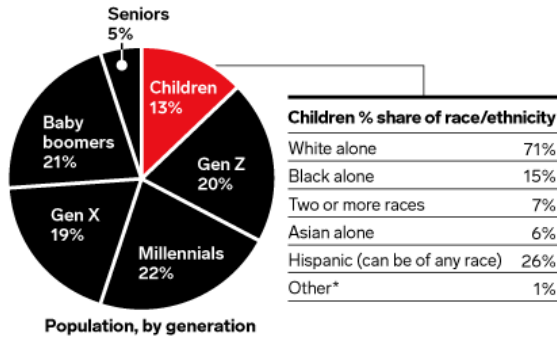 Seniors
5%
Children
13%
Gen Z
20%
Millennials
22%
Gen X
19%
Baby
boomers
21%
Population, by generation
Children % share of race/ethnicity
White alone 71%
Black alone 15%
Two or more races 7%
Asian alone 6%
Hispanic (can be of any race) 26%
Other* 1%